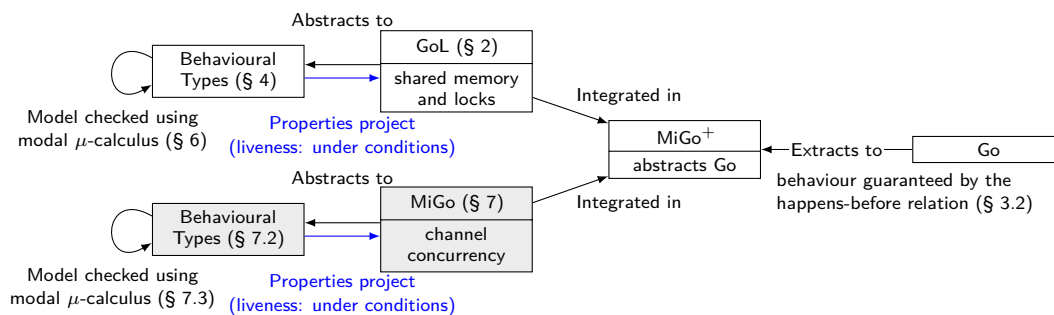 Abstracts to
GoL (§ 2)
shared memory
and locks
Behavioural
Types (§ 4)
Model checked using
modal μ-calculus (§ 6)
Properties project
(liveness: under conditions)
Integrated in
MiGo+
abstracts Go
Extracts to
Go
behaviour guaranteed by the
happens-before relation (§ 3.2)
Abstracts to
MiGo (§ 7)
channel
concurrency
Integrated in
Behavioural
Types (§ 7.2)
Model checked using
modal μ-calculus (§ 7.3)
Properties project
(liveness: under conditions)